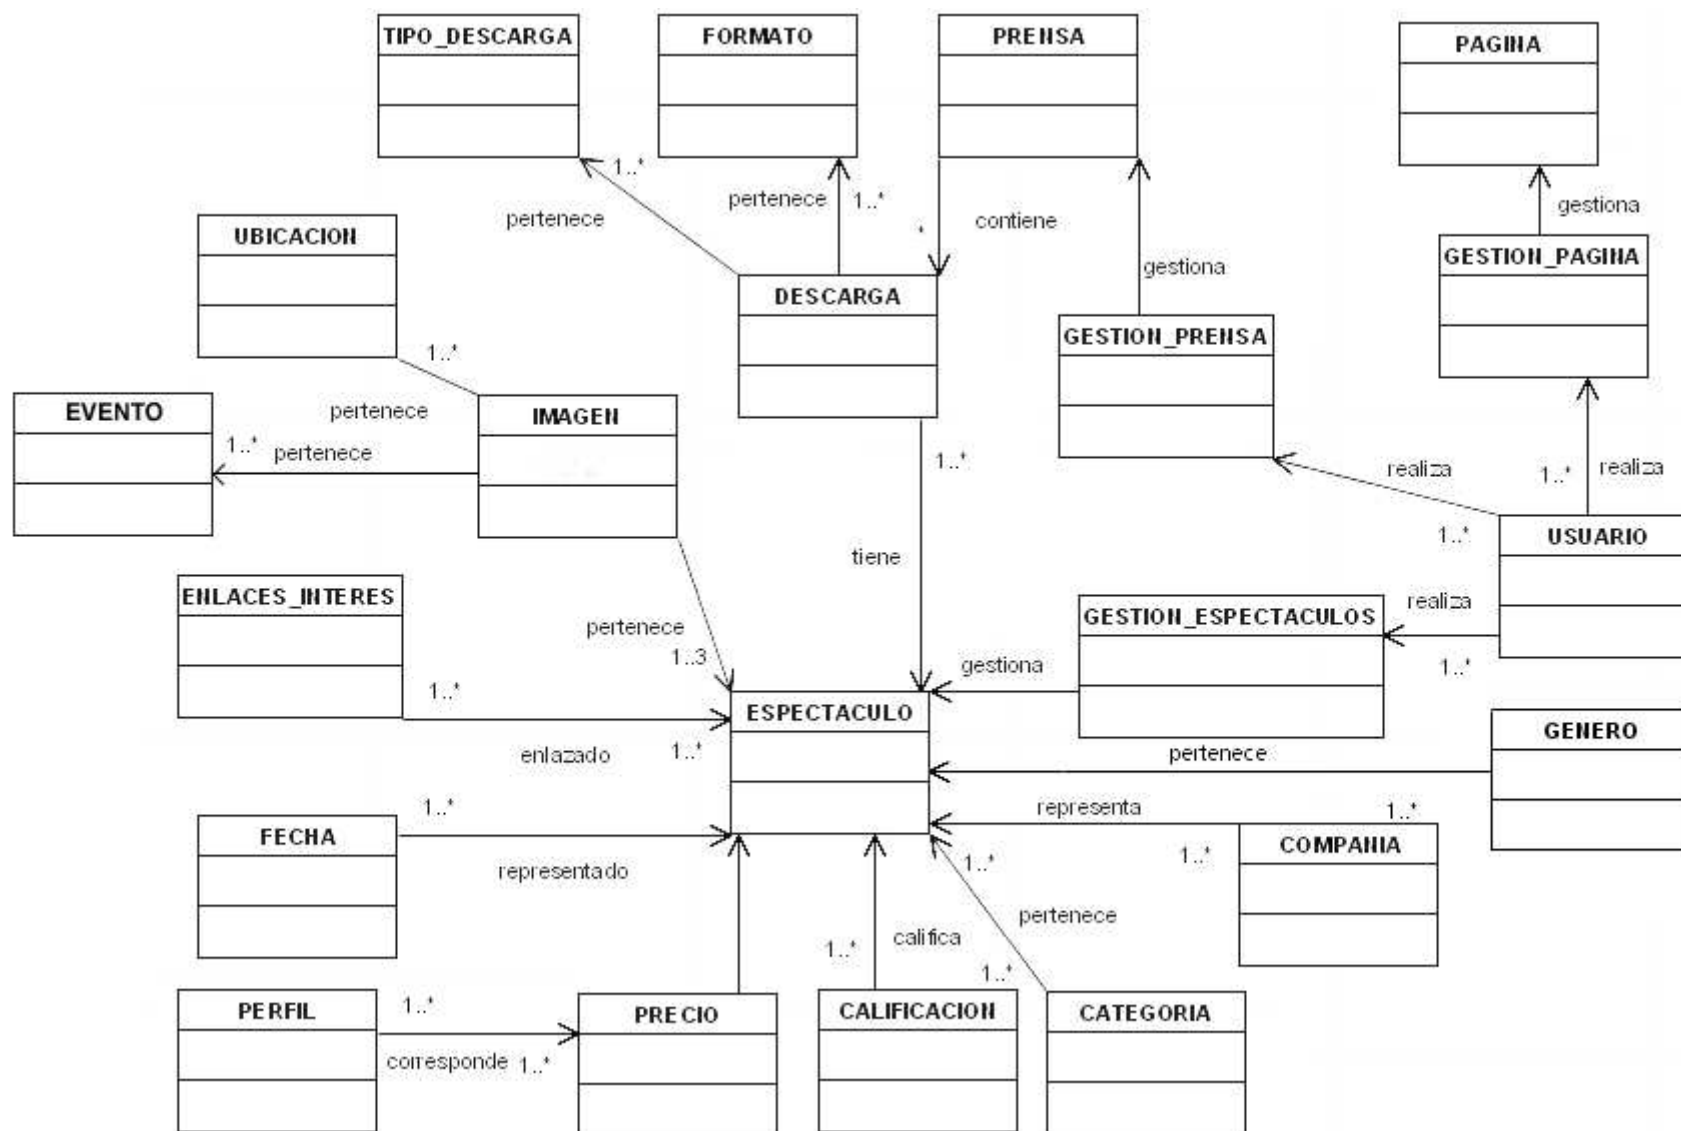 TIPO_DESCARGA
FORMATO
PRENSA
PAGINA
1..*
pertenece
1..*
pertenece
*
contiene
gestiona
gestiona
UBICACION
GESTION_PAGINA
DESCARGA
GESTION_PRENSA
1..*
EVENTO
pertenece
IMAGEN
1..*
pertenece
1..*
realiza
1..*
realiza
1..*
USUARIO
tiene
ENLACES_INTERES
GESTION_ESPECTACULOS
realiza
pertenece
1..3
gestiona
1..*
1..*
ESPECTACULO
GENERO
enlazado
1..*
pertenece
1..*
representa
1..*
FECHA
COMPANIA
representado
1..*
1..*
pertenece
califica
1..*
1..*
PERFIL
1..*
PRECIO
CALIFICACION
CATEGORIA
corresponde
1..*